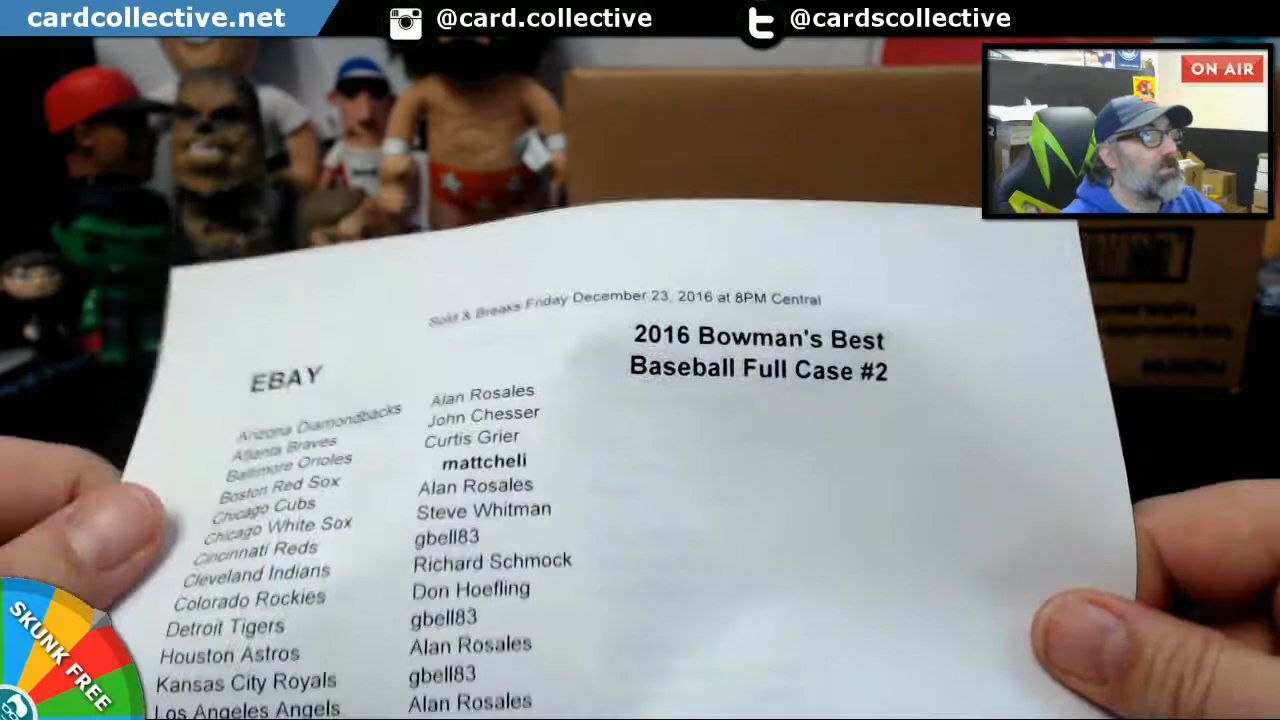 cardcollective.net
@card.collective
@cardscollective
ON AIR
Sold & Breaks Friday December 23, 2016 at 8PM Central
2016 Bowman's Best
Baseball Full Case #2
EBAY
Arizona Diamondbacks Alan Rosales
Atlanta Braves John Chesser
Baltimore Orioles Curtis Grier
Boston Red Sox mattcheli
Chicago Cubs Alan Rosales
Chicago White Sox Steve Whitman
Cincinnati Reds gbell83
Cleveland Indians Richard Schmock
Colorado Rockies Don Hoefling
Detroit Tigers gbell83
Houston Astros Alan Rosales
Kansas City Royals gbell83
Los Angeles Angels Alan Rosales
SKUNK FREE